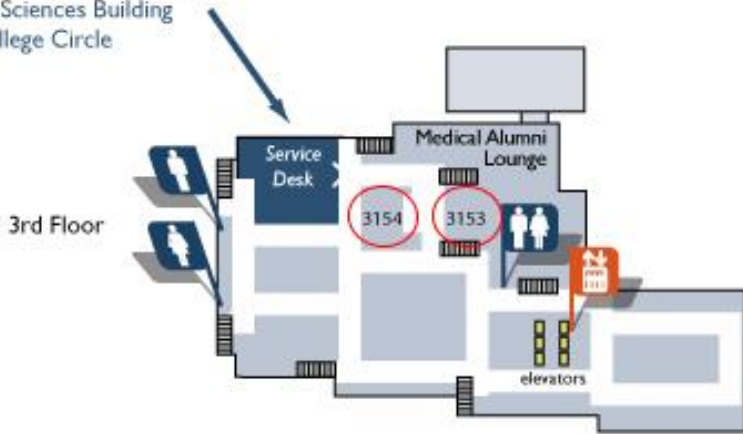 Sciences Building
llege Circle
Medical Alumni
Lounge
Service
Desk
3154
3153
3rd Floor
elevators